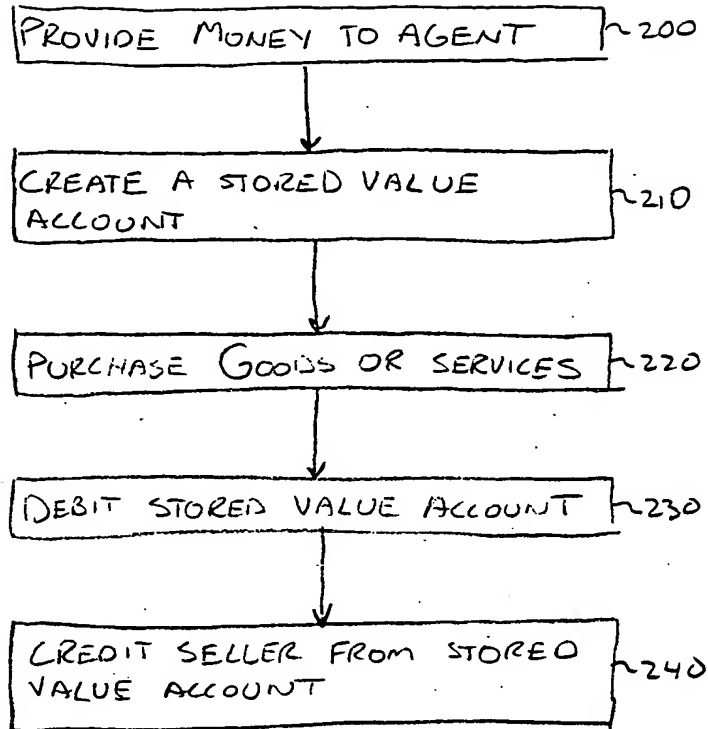 PROVIDE MONEY TO AGENT 200
CREATE A STORED VALUE
ACCOUNT 210
PURCHASE GOODS OR SERVICES 220
DEBIT STORED VALUE ACCOUNT 230
CREDIT SELLER FROM STORED
VALUE ACCOUNT 240